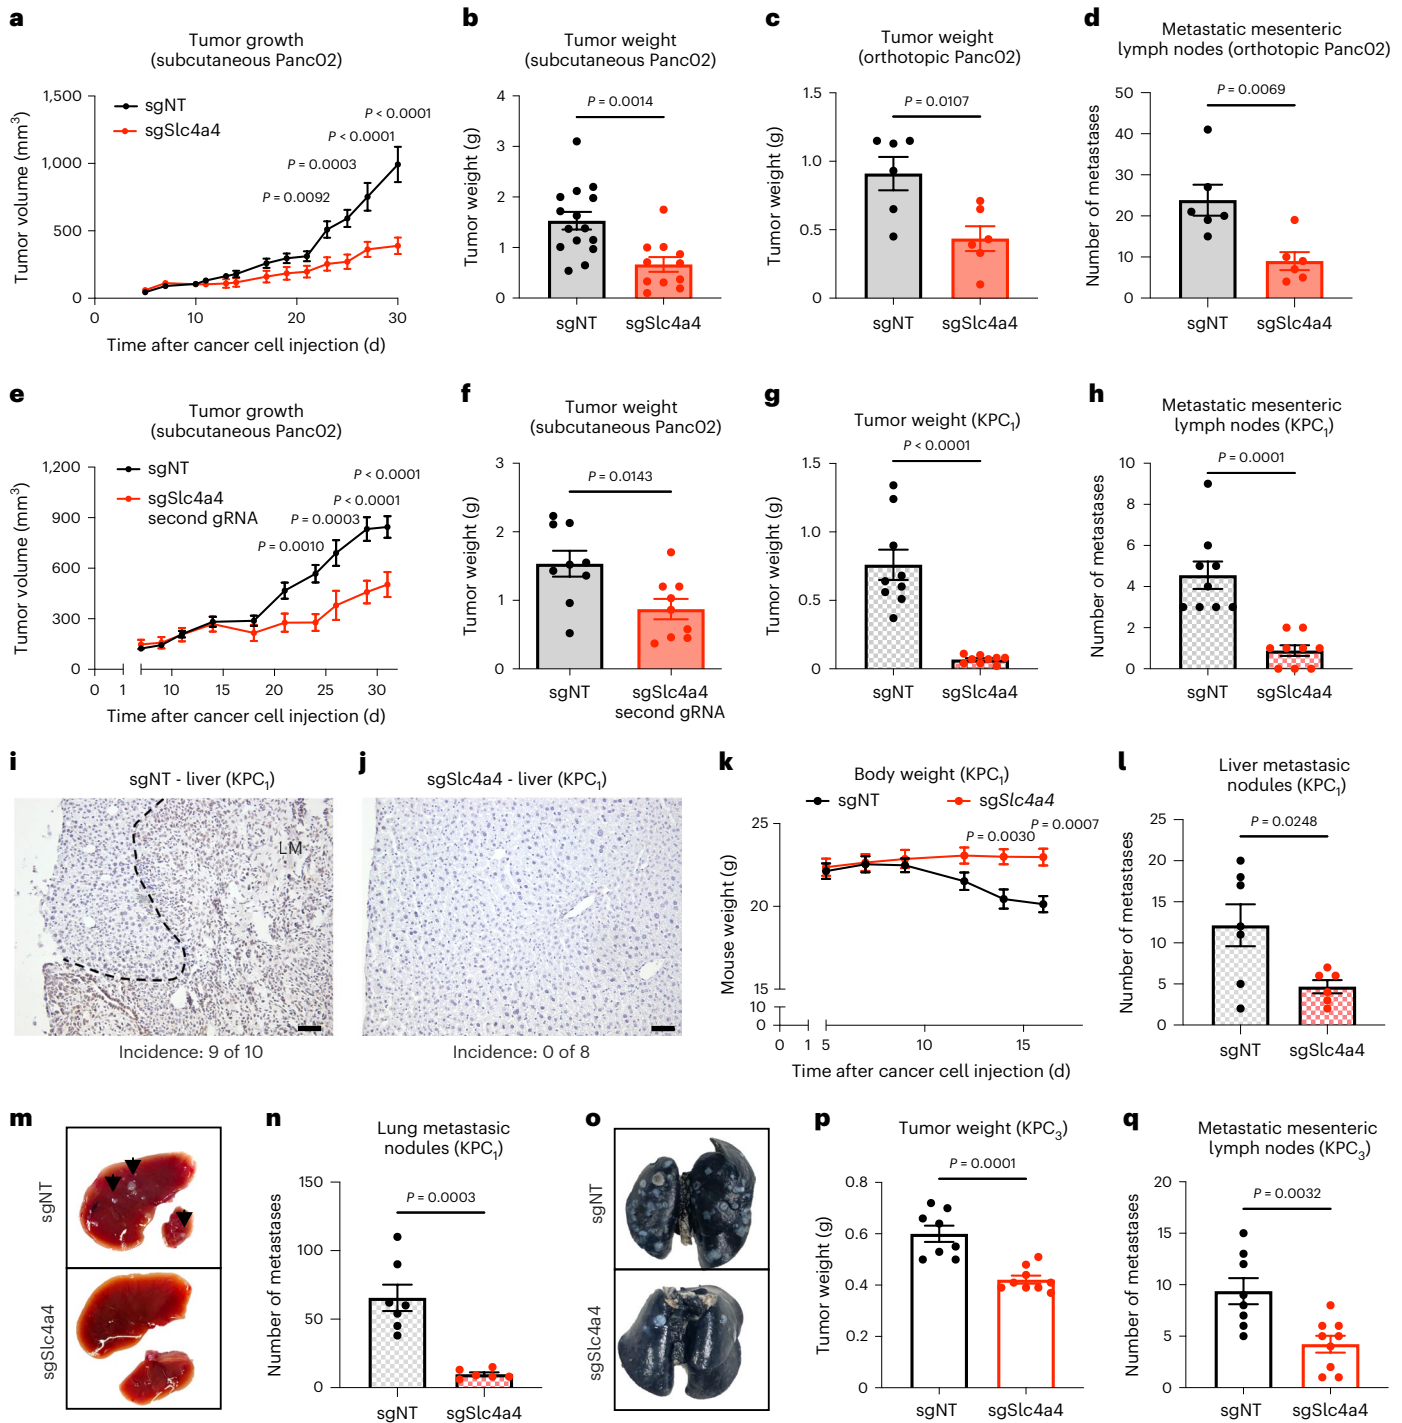 a
Tumor growth
(subcutaneous Panc02)
Tumor volume (mm³)
1,500
1,000
500
0
sgNT
sgSlc4a4
P = 0.0092
P = 0.0003
P < 0.0001
P < 0.0001
0 10 20 30
Time after cancer cell injection (d)
b
Tumor weight
(subcutaneous Panc02)
P = 0.0014
Tumor weight (g)
4
3
2
1
0
sgNT sgSlc4a4
c
Tumor weight
(orthotopic Panc02)
P = 0.0107
Tumor weight (g)
1.5
1.0
0.5
0
sgNT sgSlc4a4
d
Metastatic mesenteric
lymph nodes (orthotopic Panc02)
P = 0.0069
Number of metastases
50
40
30
20
10
0
sgNT sgSlc4a4
e
Tumor growth
(subcutaneous Panc02)
Tumor volume (mm³)
1,200
900
600
300
0
sgNT
sgSlc4a4
second gRNA
P = 0.0010
P = 0.0003
P < 0.0001
P < 0.0001
0 1 10 15 20 25 30
Time after cancer cell injection (d)
f
Tumor weight
(subcutaneous Panc02)
P = 0.0143
Tumor weight (g)
3
2
1
0
sgNT sgSlc4a4
second gRNA
g
Tumor weight (KPC₁)
P < 0.0001
Tumor weight (g)
1.5
1.0
0.5
0
sgNT sgSlc4a4
h
Metastatic mesenteric
lymph nodes (KPC₁)
P = 0.0001
Number of metastases
10
8
6
4
2
0
sgNT sgSlc4a4
i
sgNT - liver (KPC₁)
LM
Incidence: 9 of 10
j
sgSlc4a4 - liver (KPC₁)
Incidence: 0 of 8
k
Body weight (KPC₁)
sgNT sgSlc4a4
P = 0.0030
P = 0.0007
Mouse weight (g)
25
20
15
10
0
0 1 5 10 15
Time after cancer cell injection (d)
l
Liver metastasic
nodules (KPC₁)
P = 0.0248
Number of metastases
25
20
15
10
5
0
sgNT sgSlc4a4
m
sgNT
sgSlc4a4
n
Lung metastasic
nodules (KPC₁)
P = 0.0003
Number of metastases
150
100
50
0
sgNT sgSlc4a4
o
sgNT
sgSlc4a4
p
Tumor weight (KPC₃)
P = 0.0001
Tumor weight (g)
0.8
0.6
0.4
0.2
0
sgNT sgSlc4a4
q
Metastatic mesenteric
lymph nodes (KPC₃)
P = 0.0032
Number of metastases
20
15
10
5
0
sgNT sgSlc4a4